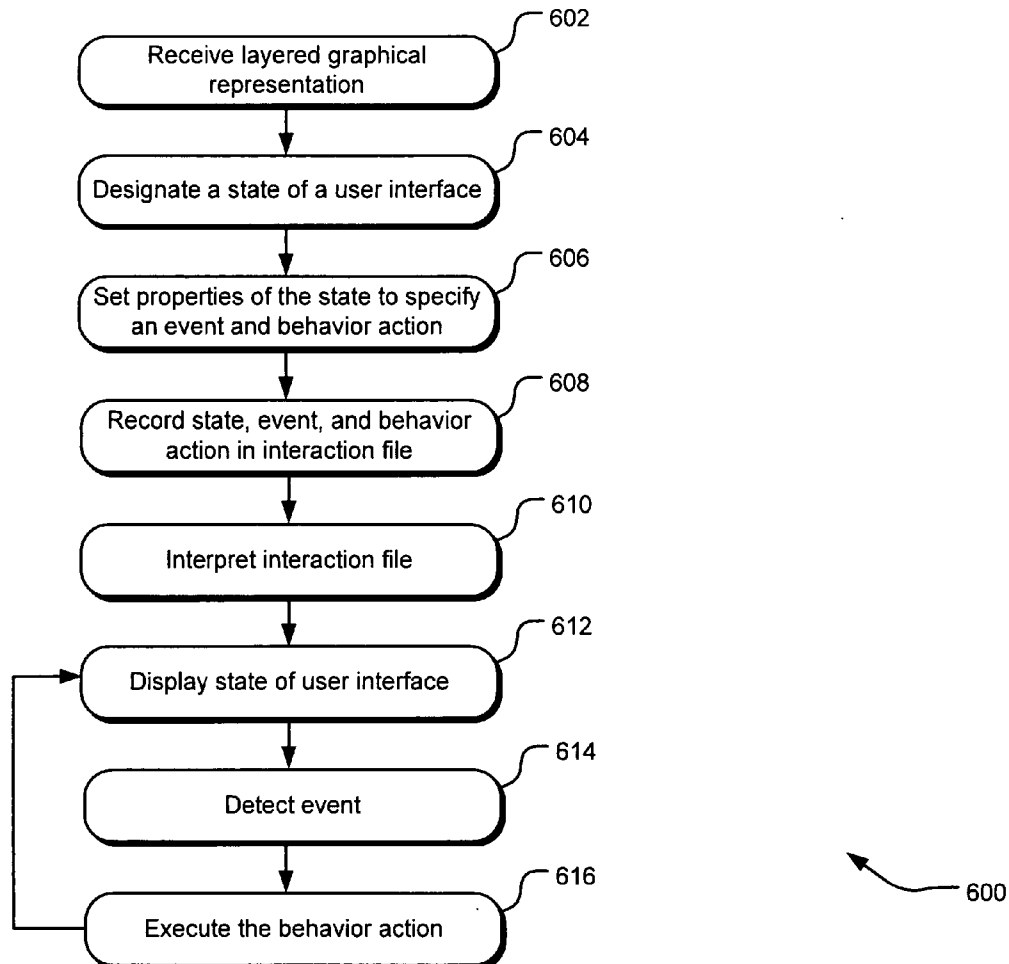 602
Receive layered graphical
representation
604
Designate a state of a user interface
606
Set properties of the state to specify
an event and behavior action
608
Record state, event, and behavior
action in interaction file
610
Interpret interaction file
612
Display state of user interface
614
Detect event
616
Execute the behavior action
600